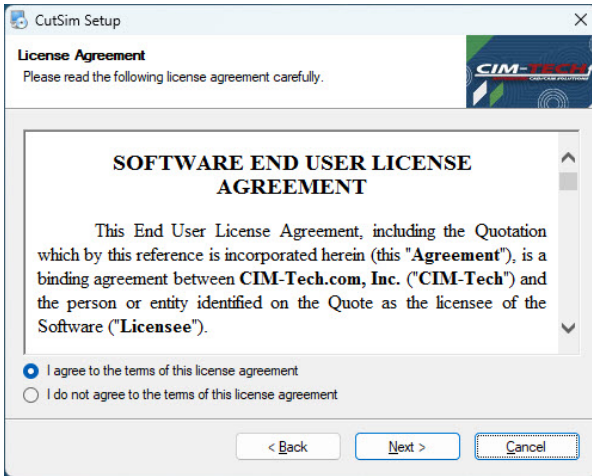 CutSim Setup
License Agreement
Please read the following license agreement carefully.
CIM-TECH
CAD/CAM SOLUTIONS
SOFTWARE END USER LICENSE
AGREEMENT
This End User License Agreement, including the Quotation
which by this reference is incorporated herein (this "Agreement"), is a
binding agreement between CIM-Tech.com, Inc. ("CIM-Tech") and
the person or entity identified on the Quote as the licensee of the
Software ("Licensee").
I agree to the terms of this license agreement
I do not agree to the terms of this license agreement
< Back
Next >
Cancel